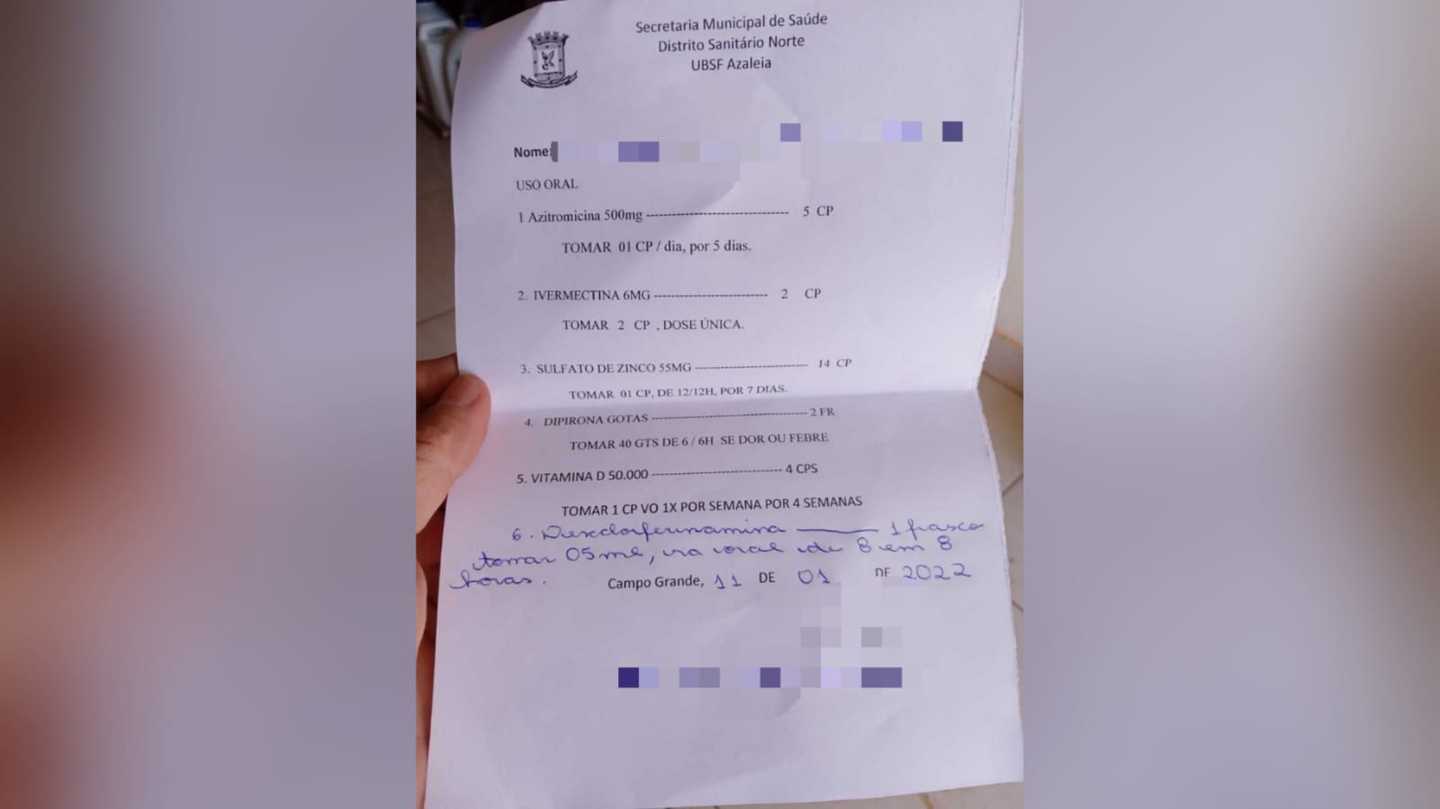 Secretaria Municipal de Saúde
Distrito Sanitário Norte
UBSF Azaleia
Nome:
USO ORAL
1 Azitromicina 500mg -------------------------------- 5 CP
TOMAR 01 CP / dia, por 5 dias.
2. IVERMECTINA 6MG -------------------------- 2 CP
TOMAR 2 CP , DOSE ÚNICA.
3. SULFATO DE ZINCO 55MG -------------------------- 14 CP
TOMAR 01 CP, DE 12/12H, POR 7 DIAS.
4. DIPIRONA GOTAS ------------------------------------ 2 FR
TOMAR 40 GTS DE 6 / 6H SE DOR OU FEBRE
5. VITAMINA D 50.000 ------------------------------ 4 CPS
TOMAR 1 CP VO 1X POR SEMANA POR 4 SEMANAS
6. Dexclorfeninamina ——— 1 frasco
tomar 05 ml, via oral de 8 em 8
horas.
Campo Grande, 11 DE 01 DE 2022